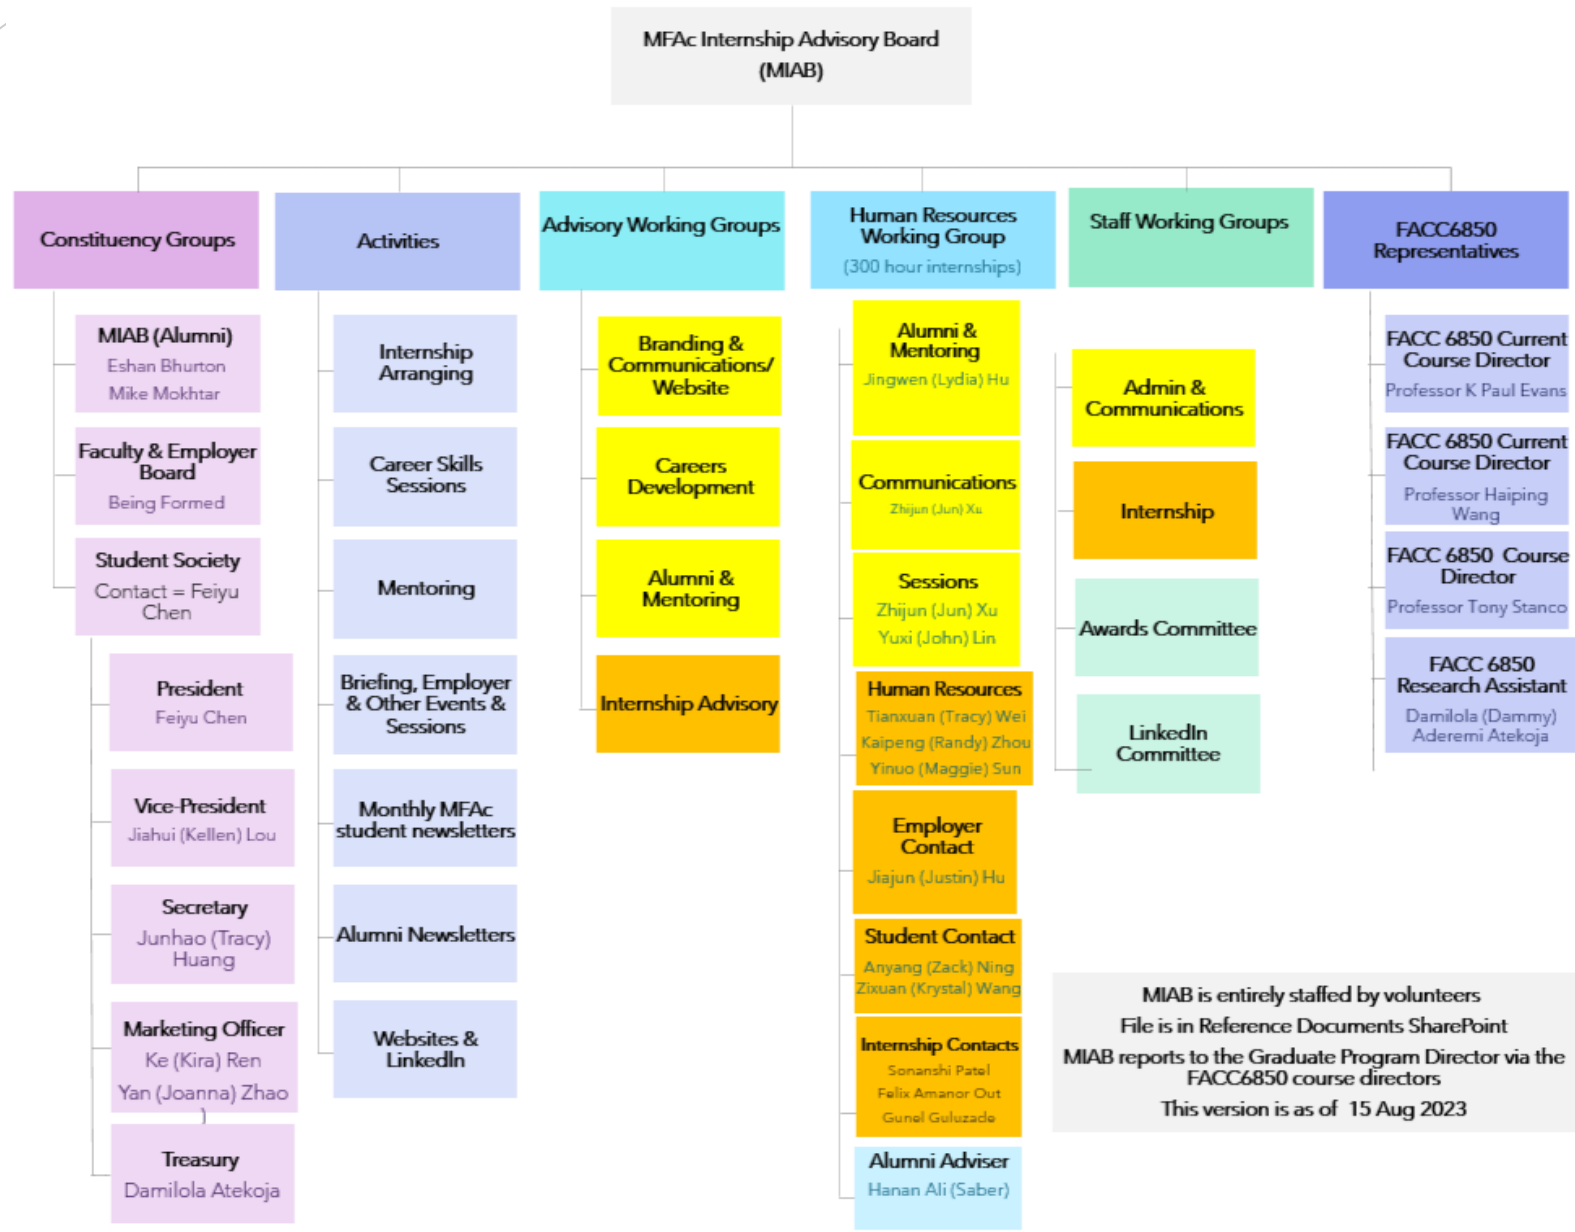 MFAc Internship Advisory Board
(MIAB)
Constituency Groups
MIAB (Alumni)
Eshan Bhurton
Mike Mokhtar
Faculty & Employer
Board
Being Formed
Student Society
Contact = Feiyu
Chen
President
Feiyu Chen
Vice-President
Jiahui (Kellen) Lou
Secretary
Junhao (Tracy)
Huang
Marketing Officer
Ke (Kira) Ren
Yan (Joanna) Zhao
)
Treasury
Damilola Atekoja
Activities
Internship
Arranging
Career Skills
Sessions
Mentoring
Briefing, Employer
& Other Events &
Sessions
Monthly MFAc
student newsletters
Alumni Newsletters
Websites &
LinkedIn
Advisory Working Groups
Branding &
Communications/
Website
Careers
Development
Alumni &
Mentoring
Internship Advisory
Human Resources
Working Group
(300 hour internships)
Alumni &
Mentoring
Jingwen (Lydia) Hu
Communications
Zhijun (Jun) Xu
Sessions
Zhijun (Jun) Xu
Yuxi (John) Lin
Human Resources
Tianxuan (Tracy) Wei
Kaipeng (Randy) Zhou
Yinuo (Maggie) Sun
Employer
Contact
Jiajun (Justin) Hu
Student Contact
Anyang (Zack) Ning
Zixuan (Krystal) Wang
Internship Contacts
Sonanshi Patel
Felix Amanor Out
Gunel Guluzade
Alumni Adviser
Hanan Ali (Saber)
Staff Working Groups
Admin &
Communications
Internship
Awards Committee
LinkedIn
Committee
FACC6850
Representatives
FACC 6850 Current
Course Director
Professor K Paul Evans
FACC 6850 Current
Course Director
Professor Haiping
Wang
FACC 6850 Course
Director
Professor Tony Stanco
FACC 6850
Research Assistant
Damilola (Dammy)
Aderemi Atekoja
MIAB is entirely staffed by volunteers
File is in Reference Documents SharePoint
MIAB reports to the Graduate Program Director via the
FACC6850 course directors
This version is as of 15 Aug 2023